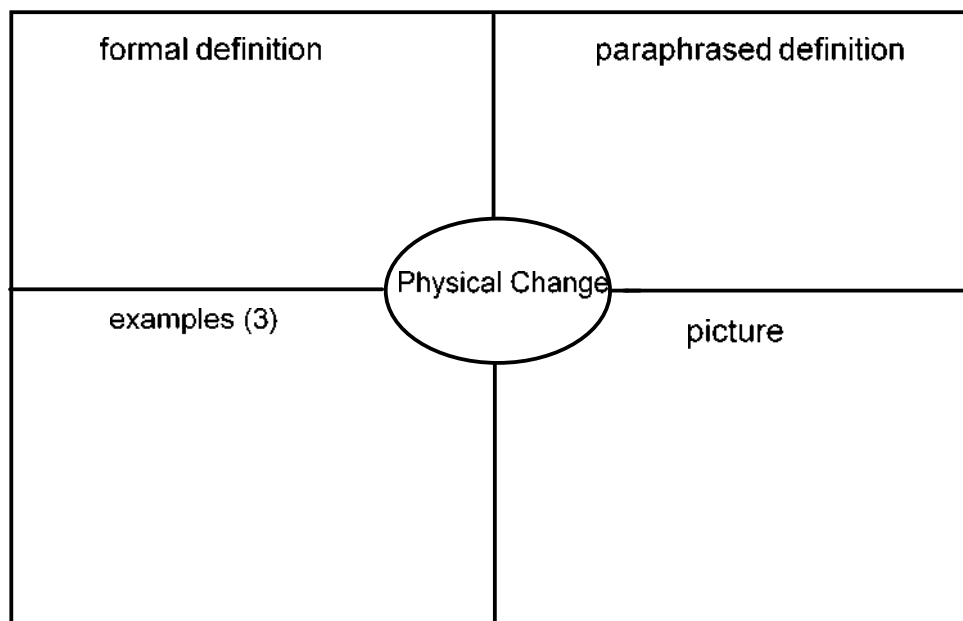 formal definition
paraphrased definition
Physical Change
examples (3)
picture